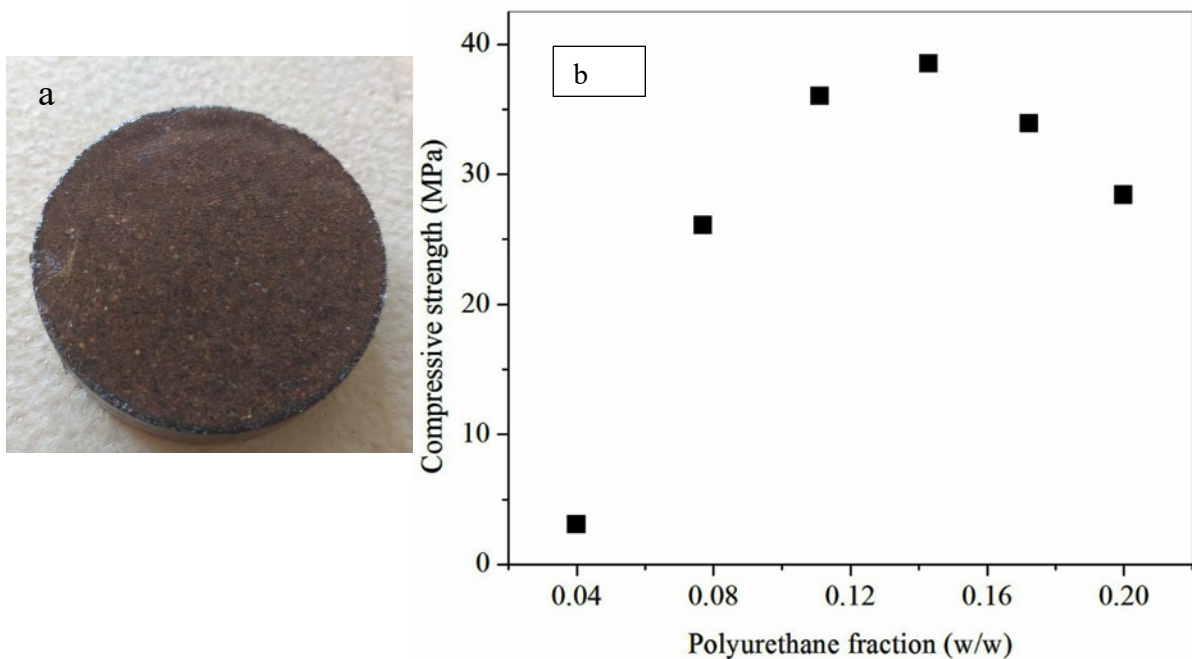 a
b
Compressive strength (MPa)
40
30
20
10
0
0.04 0.08 0.12 0.16 0.20
Polyurethane fraction (w/w)